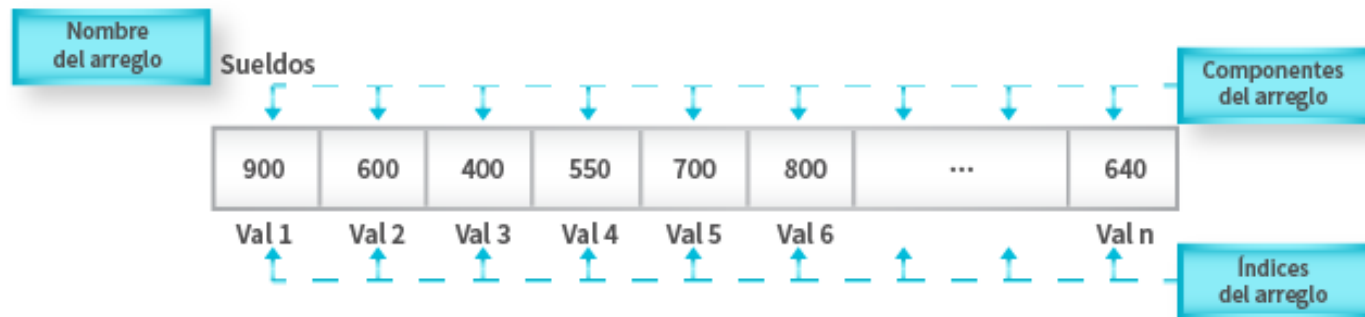 Nombre
del arreglo
Sueldos
Componentes
del arreglo
900 600 400 550 700 800 ... 640
Val 1 Val 2 Val 3 Val 4 Val 5 Val 6 Val n
Índices
del arreglo